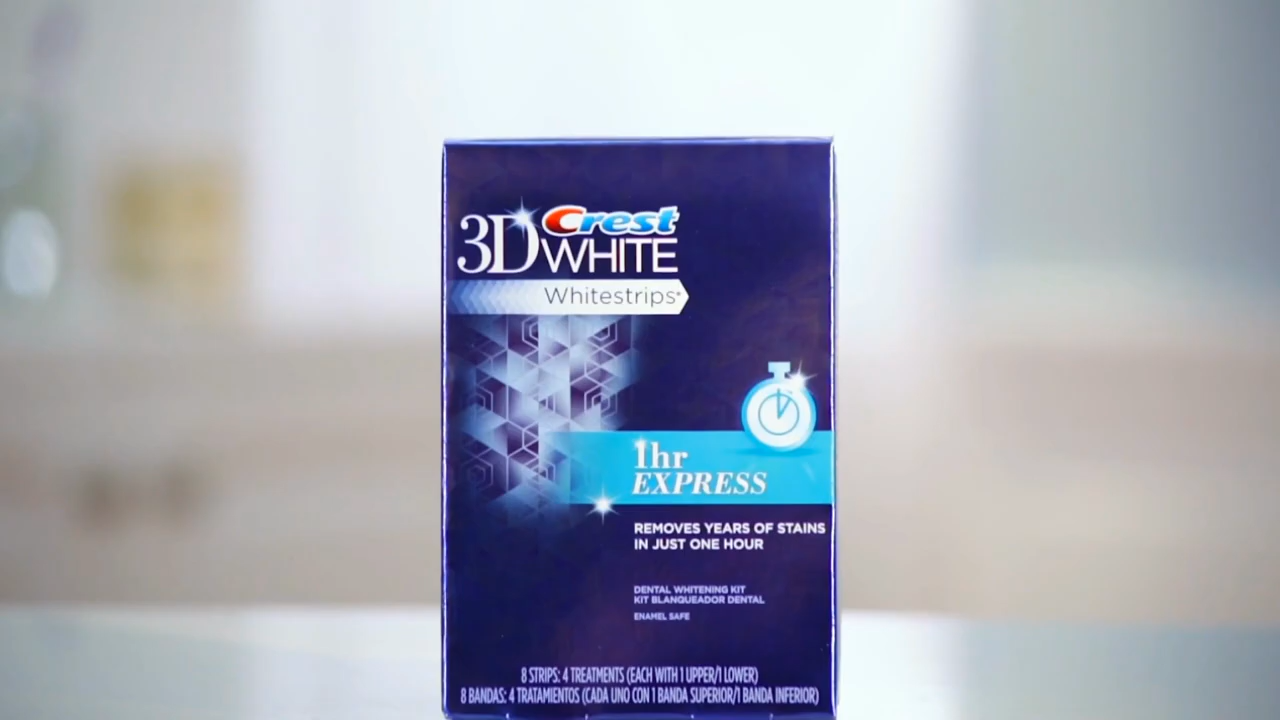 Crest
3D WHITE
Whitestrips®
1hr
EXPRESS
REMOVES YEARS OF STAINS
IN JUST ONE HOUR
DENTAL WHITENING KIT
KIT BLANQUEADOR DENTAL
ENAMEL SAFE
8 STRIPS: 4 TREATMENTS (EACH WITH 1 UPPER/1 LOWER)
8 BANDAS: 4 TRATAMIENTOS (CADA UNO CON 1 BANDA SUPERIOR/1 BANDA INFERIOR)